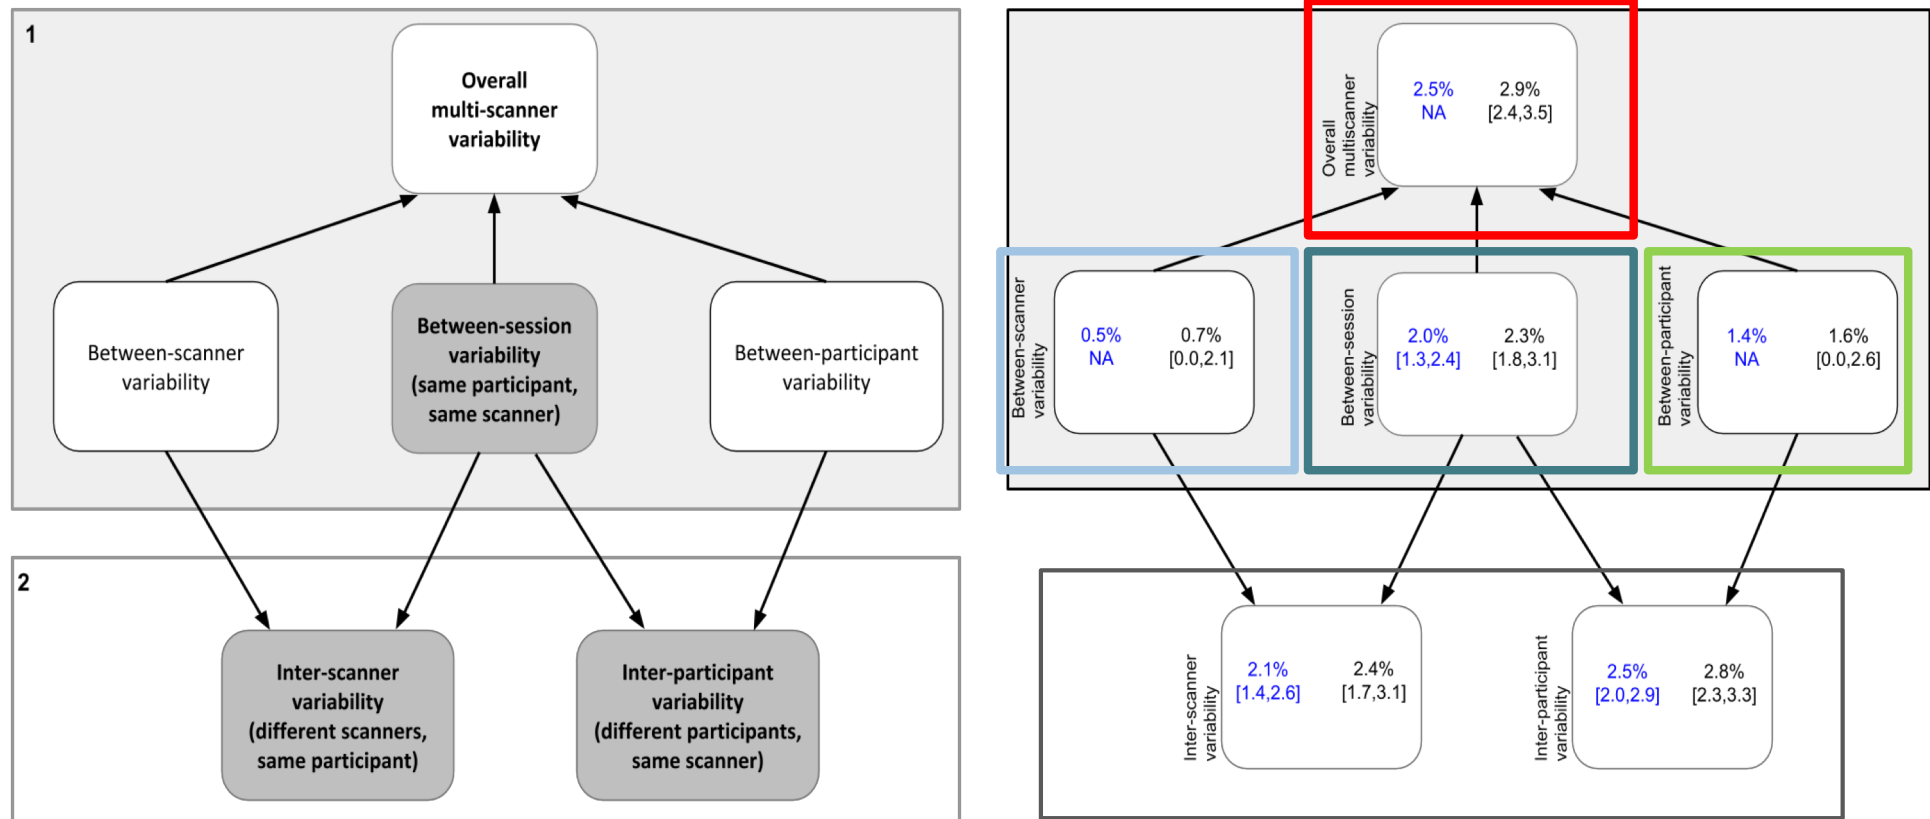 1
Overall
multi-scanner
variability
Between-scanner
variability
Between-session
variability
(same participant,
same scanner)
Between-participant
variability
2
Inter-scanner
variability
(different scanners,
same participant)
Inter-participant
variability
(different participants,
same scanner)
Overall
multiscanner
variability
2.5% 2.9%
NA [2.4,3.5]
Between-scanner
variability
0.5% 0.7%
NA [0.0,2.1]
Between-session
variability
2.0% 2.3%
[1.3,2.4] [1.8,3.1]
Between-participant
variability
1.4% 1.6%
NA [0.0,2.6]
Inter-scanner
variability
2.1% 2.4%
[1.4,2.6] [1.7,3.1]
Inter-participant
variability
2.5% 2.8%
[2.0,2.9] [2.3,3.3]